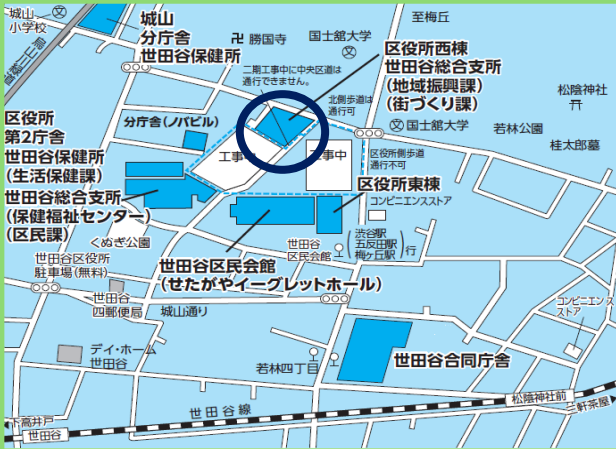 城山
小学校
城山
分庁舎
世田谷保健所
勝国寺
国士舘大学
至梅丘
二期工事中に中央区道は
通行できません。
区役所西棟
世田谷総合支所
(地域振興課)
(街づくり課)
北側歩道は
通行可
松陰神社
国士舘大学
若林公園
桂太郎墓
区役所
第2庁舎
世田谷保健所
(生活保健課)
世田谷総合支所
(保健福祉センター)
(区民課)
分庁舎(ノバビル)
工事中
工事中
区役所側歩道
通行不可
区役所東棟
コンビニエンスストア
くぬぎ公園
世田谷区民会館
(せたがやイーグレットホール)
世田谷
区民会館
渋谷駅
五反田駅
梅ヶ丘駅
行
世田谷区役所
駐車場(無料)
世田谷
四郵便局
城山通り
コンビニエンス
ストア
デイ・ホーム
世田谷
若林四丁目
世田谷合同庁舎
松陰神社前
三軒茶屋
下高井戸
世田谷
世田谷線